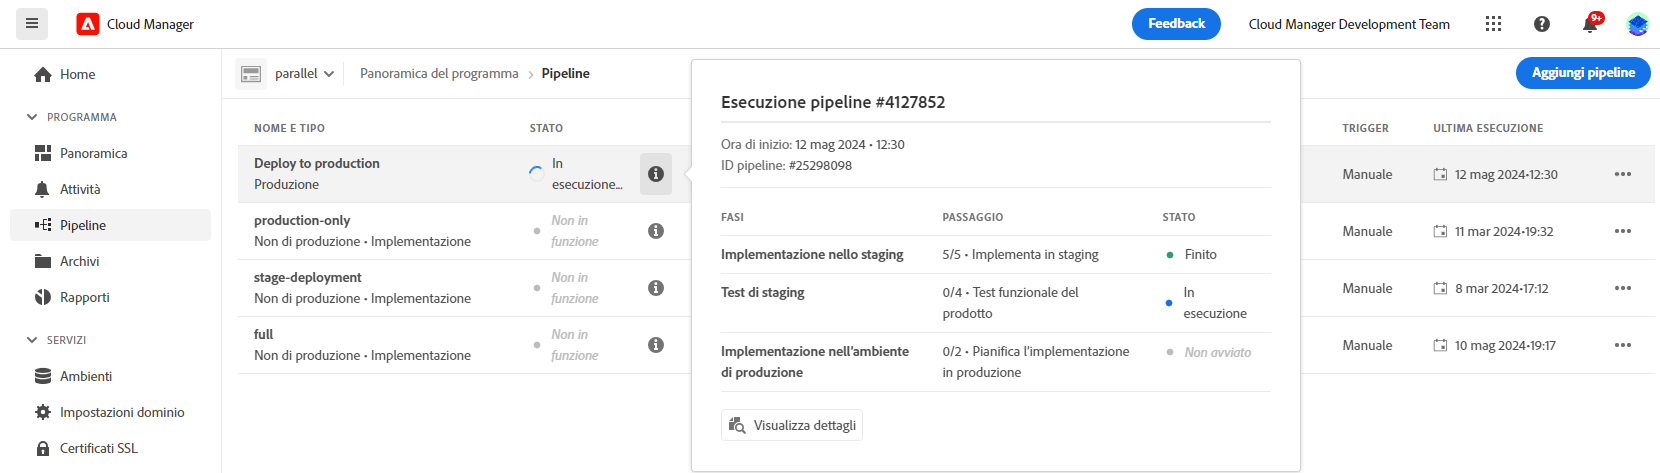 Cloud Manager
Feedback
Cloud Manager Development Team
9+
Home
PROGRAMMA
Panoramica
Attività
Pipeline
Archivi
Rapporti
SERVIZI
Ambienti
Impostazioni dominio
Certificati SSL
parallel
Panoramica del programma › Pipeline
Aggiungi pipeline
NOME E TIPO STATO TRIGGER ULTIMA ESECUZIONE
Deploy to production
Produzione
In
esecuzione...
Manuale 12 mag 2024•12:30
production-only
Non di produzione • Implementazione
Non in
funzione
Manuale 11 mar 2024•19:32
stage-deployment
Non di produzione • Implementazione
Non in
funzione
Manuale 8 mar 2024•17:12
full
Non di produzione • Implementazione
Non in
funzione
Manuale 10 mag 2024•19:17
Esecuzione pipeline #4127852
Ora di inizio: 12 mag 2024 • 12:30
ID pipeline: #25298098
FASI PASSAGGIO STATO
Implementazione nello staging 5/5 • Implementa in staging Finito
Test di staging
0/4 • Test funzionale del
prodotto
In
esecuzione
Implementazione nell'ambiente
di produzione
0/2 • Pianifica l'implementazione
in produzione
Non avviato
Visualizza dettagli